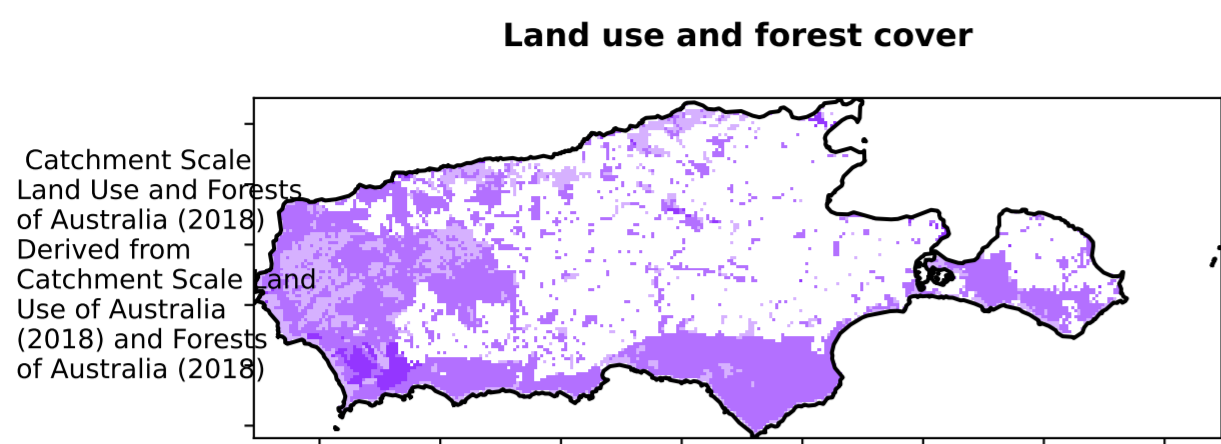 Land use and forest cover
Catchment Scale
Land Use and Forests
of Australia (2018)
Derived from
Catchment Scale Land
Use of Australia
(2018) and Forests
of Australia (2018)